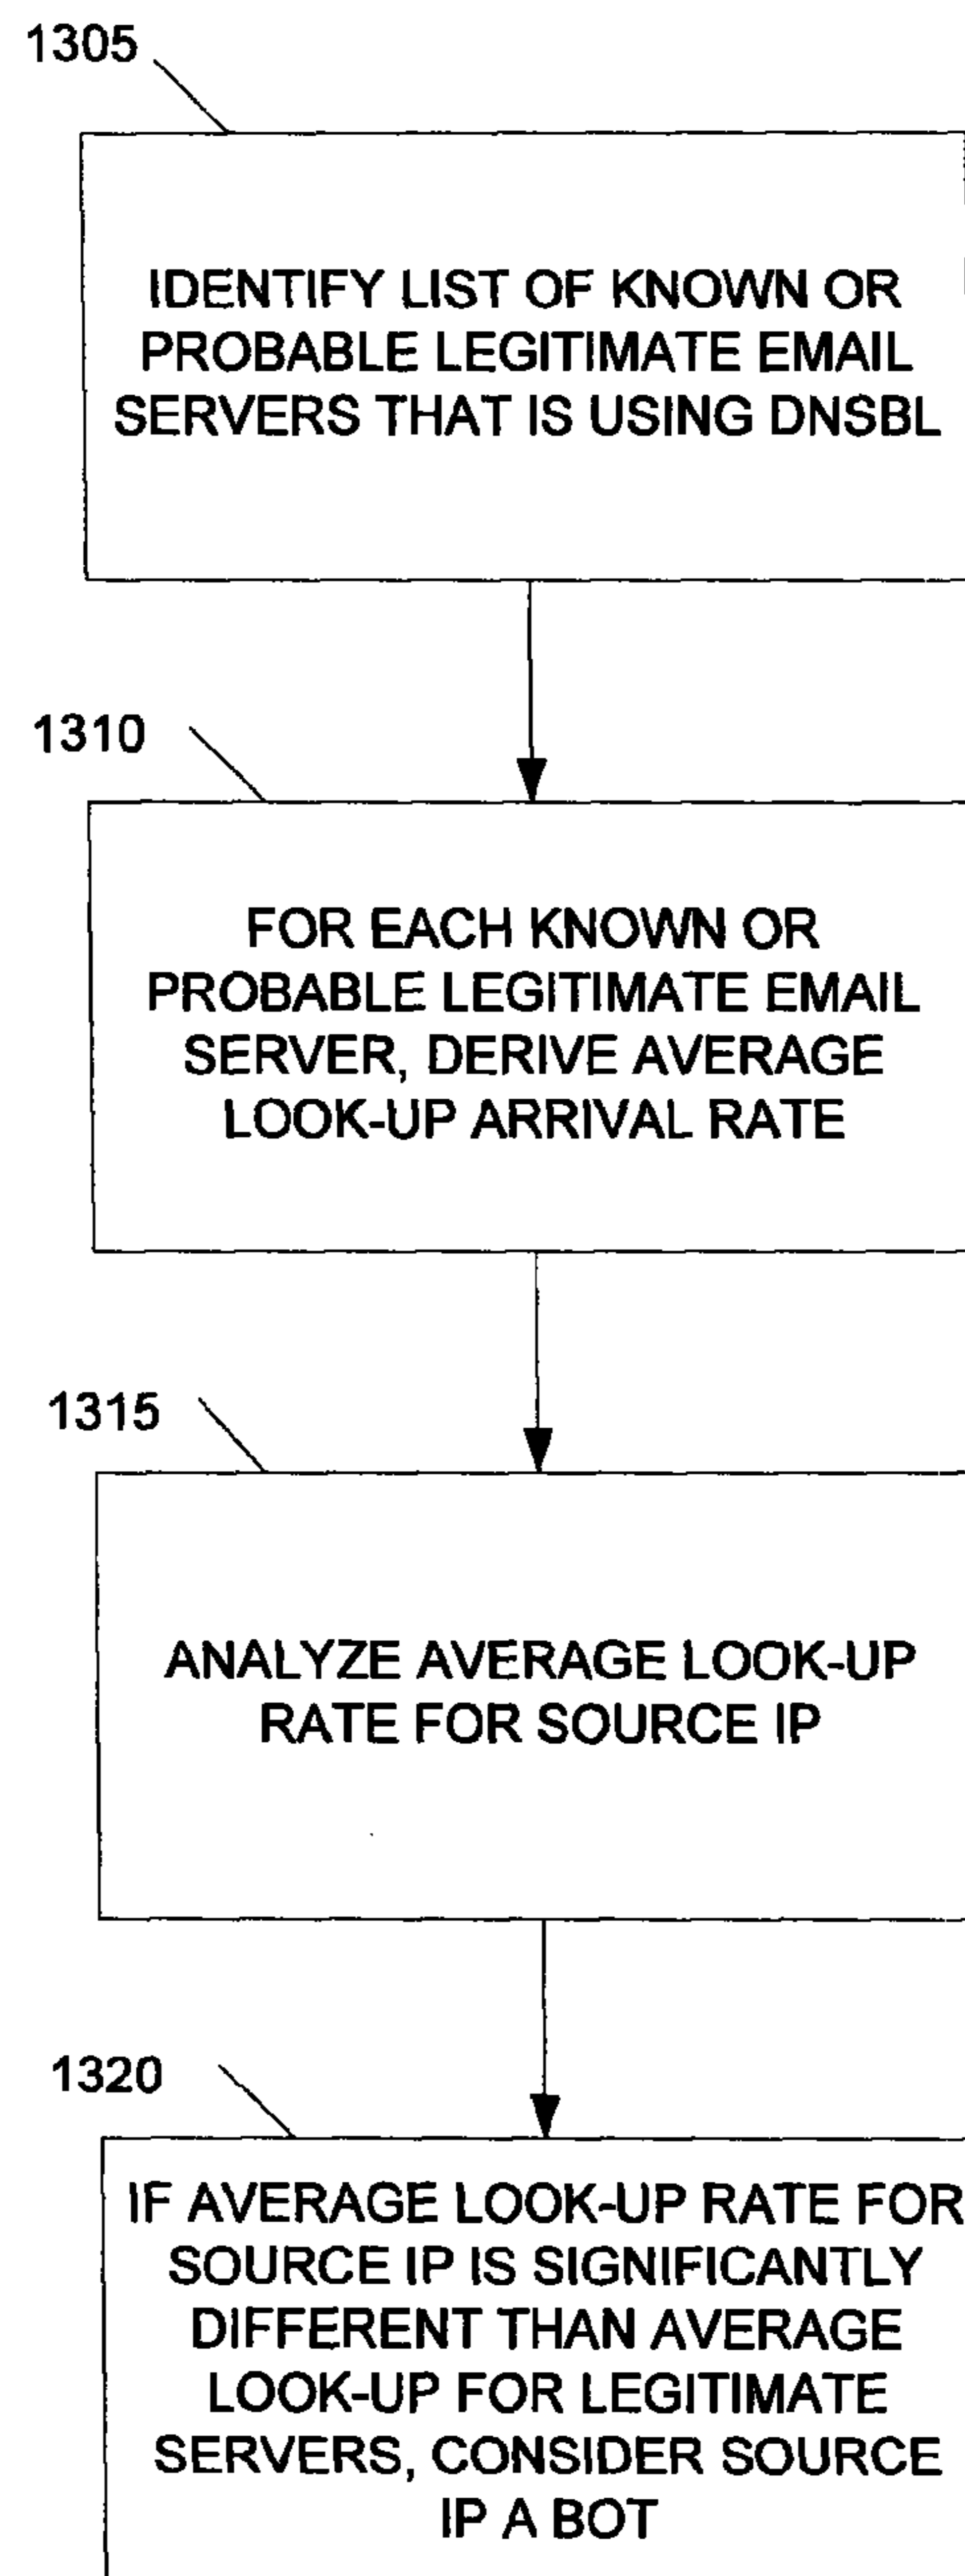 1305
IDENTIFY LIST OF KNOWN OR
PROBABLE LEGITIMATE EMAIL
SERVERS THAT IS USING DNSBL
1310
FOR EACH KNOWN OR
PROBABLE LEGITIMATE EMAIL
SERVER, DERIVE AVERAGE
LOOK-UP ARRIVAL RATE
1315
ANALYZE AVERAGE LOOK-UP
RATE FOR SOURCE IP
1320
IF AVERAGE LOOK-UP RATE FOR
SOURCE IP IS SIGNIFICANTLY
DIFFERENT THAN AVERAGE
LOOK-UP FOR LEGITIMATE
SERVERS, CONSIDER SOURCE
IP A BOT